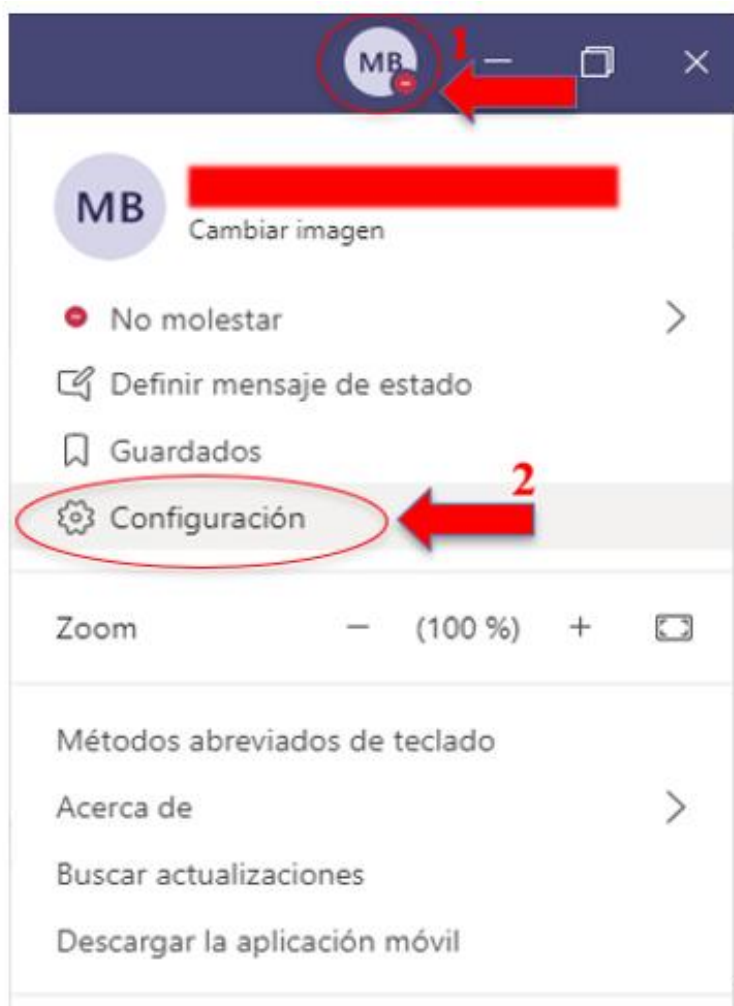 MB 1
MB
Cambiar imagen
No molestar
Definir mensaje de estado
Guardados
2
Configuración
Zoom — (100 %) +
Métodos abreviados de teclado
Acerca de
Buscar actualizaciones
Descargar la aplicación móvil